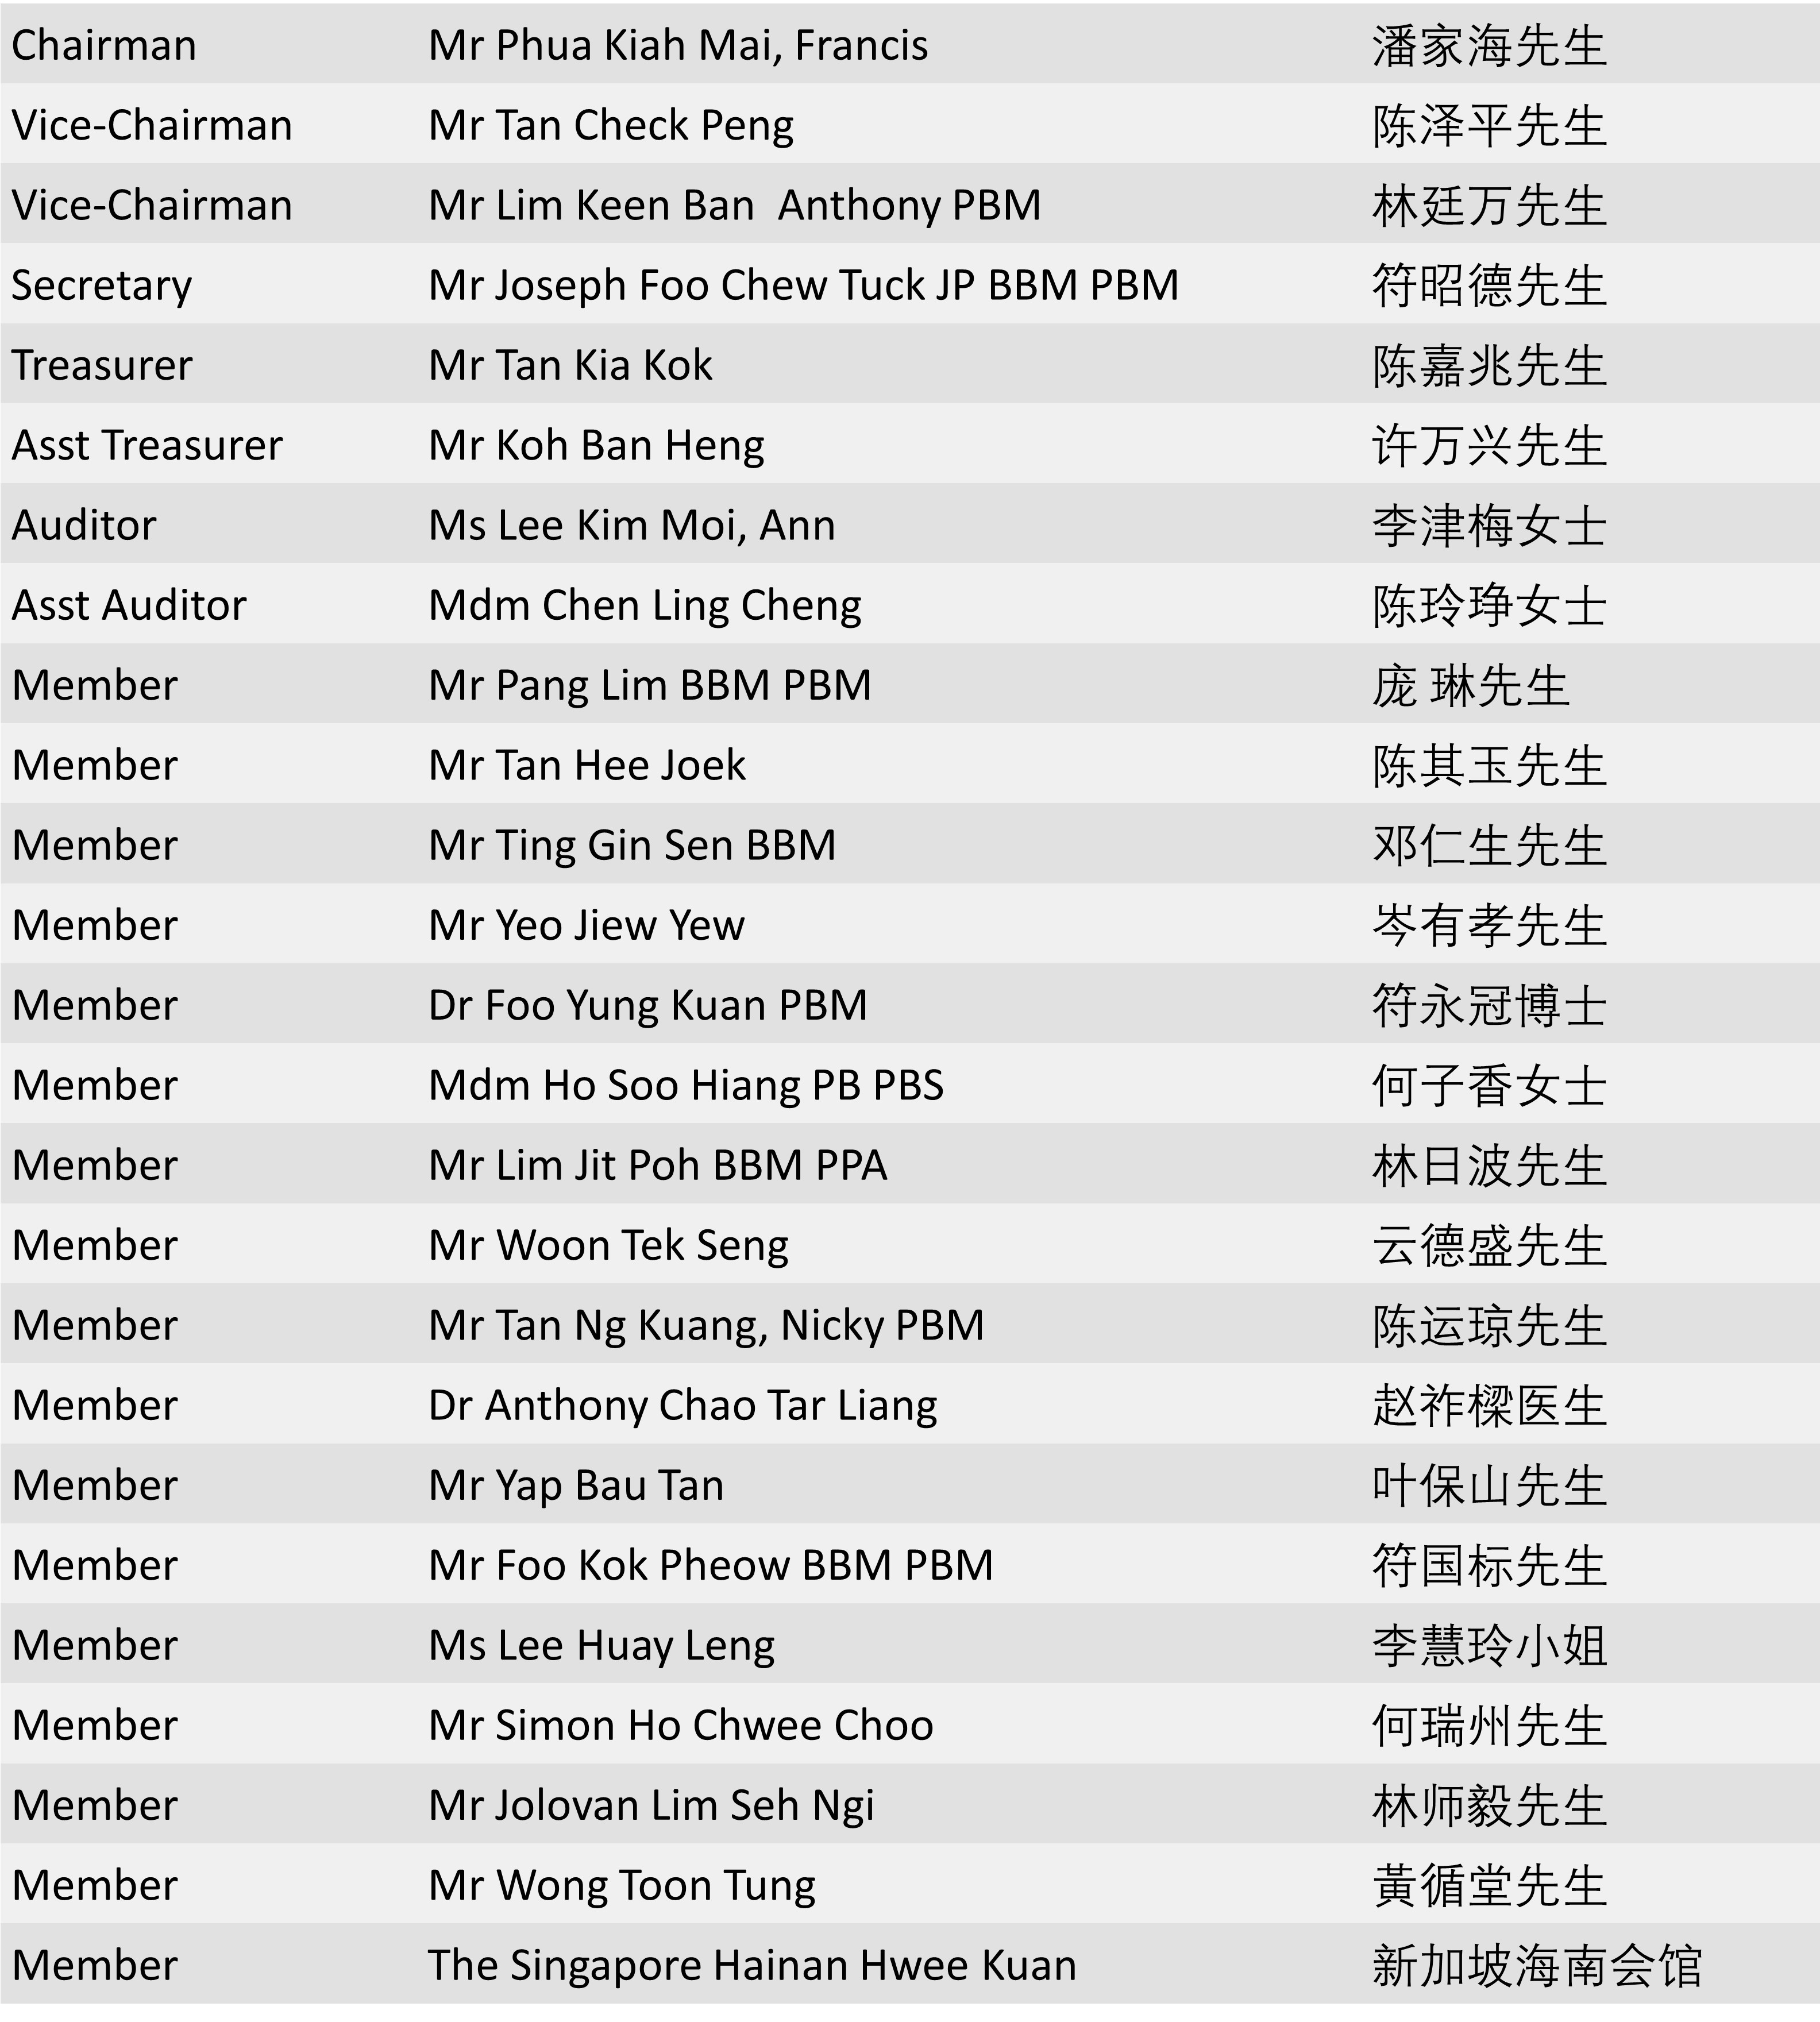 Chairman Mr Phua Kiah Mai, Francis 潘家海先生
Vice-Chairman Mr Tan Check Peng 陈泽平先生
Vice-Chairman Mr Lim Keen Ban  Anthony PBM 林廷万先生
Secretary Mr Joseph Foo Chew Tuck JP BBM PBM 符昭德先生
Treasurer Mr Tan Kia Kok 陈嘉兆先生
Asst Treasurer Mr Koh Ban Heng 许万兴先生
Auditor Ms Lee Kim Moi, Ann 李津梅女士
Asst Auditor Mdm Chen Ling Cheng 陈玲琤女士
Member Mr Pang Lim BBM PBM 庞 琳先生
Member Mr Tan Hee Joek 陈其玉先生
Member Mr Ting Gin Sen BBM 邓仁生先生
Member Mr Yeo Jiew Yew 岑有孝先生
Member Dr Foo Yung Kuan PBM 符永冠博士
Member Mdm Ho Soo Hiang PB PBS 何子香女士
Member Mr Lim Jit Poh BBM PPA 林日波先生
Member Mr Woon Tek Seng 云德盛先生
Member Mr Tan Ng Kuang, Nicky PBM 陈运琼先生
Member Dr Anthony Chao Tar Liang 赵祚樑医生
Member Mr Yap Bau Tan 叶保山先生
Member Mr Foo Kok Pheow BBM PBM 符国标先生
Member Ms Lee Huay Leng 李慧玲小姐
Member Mr Simon Ho Chwee Choo 何瑞州先生
Member Mr Jolovan Lim Seh Ngi 林师毅先生
Member Mr Wong Toon Tung 黃循堂先生
Member The Singapore Hainan Hwee Kuan 新加坡海南会馆